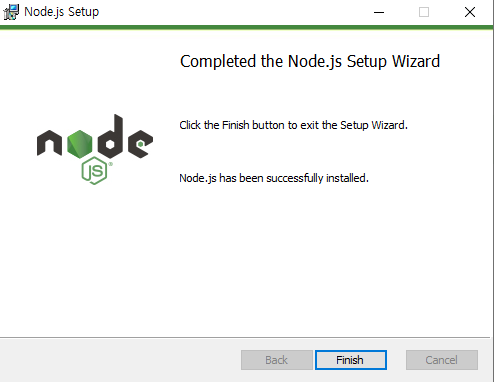 Node.js Setup
Completed the Node.js Setup Wizard
Click the Finish button to exit the Setup Wizard.
node
JS®
Node.js has been successfully installed.
Back
Finish
Cancel